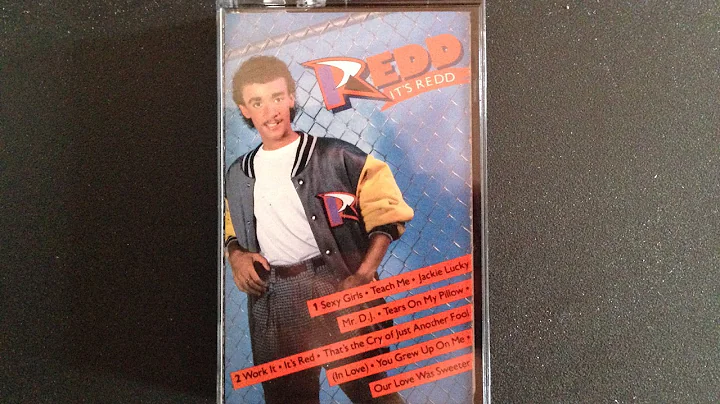 REDD
IT'S REDD
R
1 Sexy Girls • Teach Me • Jackie Lucky
Mr. D.J. • Tears On My Pillow •
2 Work It • It's Red • That's the Cry of Just Another Fool
(In Love) • You Grew Up On Me •
Our Love Was Sweeter